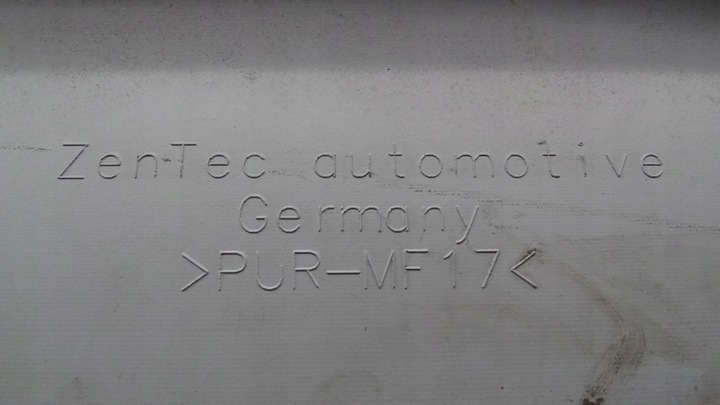 ZenTec automotive
Germany
>PUR-MF17<